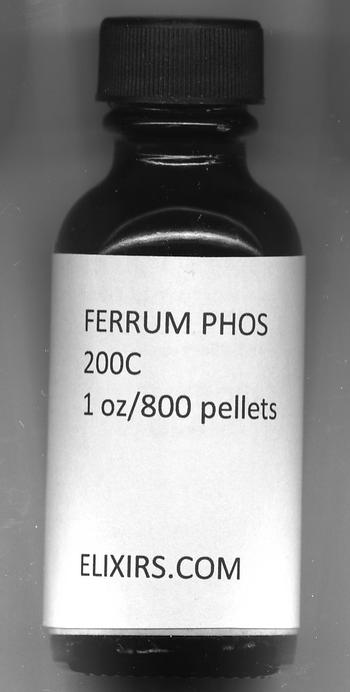 FERRUM PHOS
200C
1 oz/800 pellets
ELIXIRS.COM